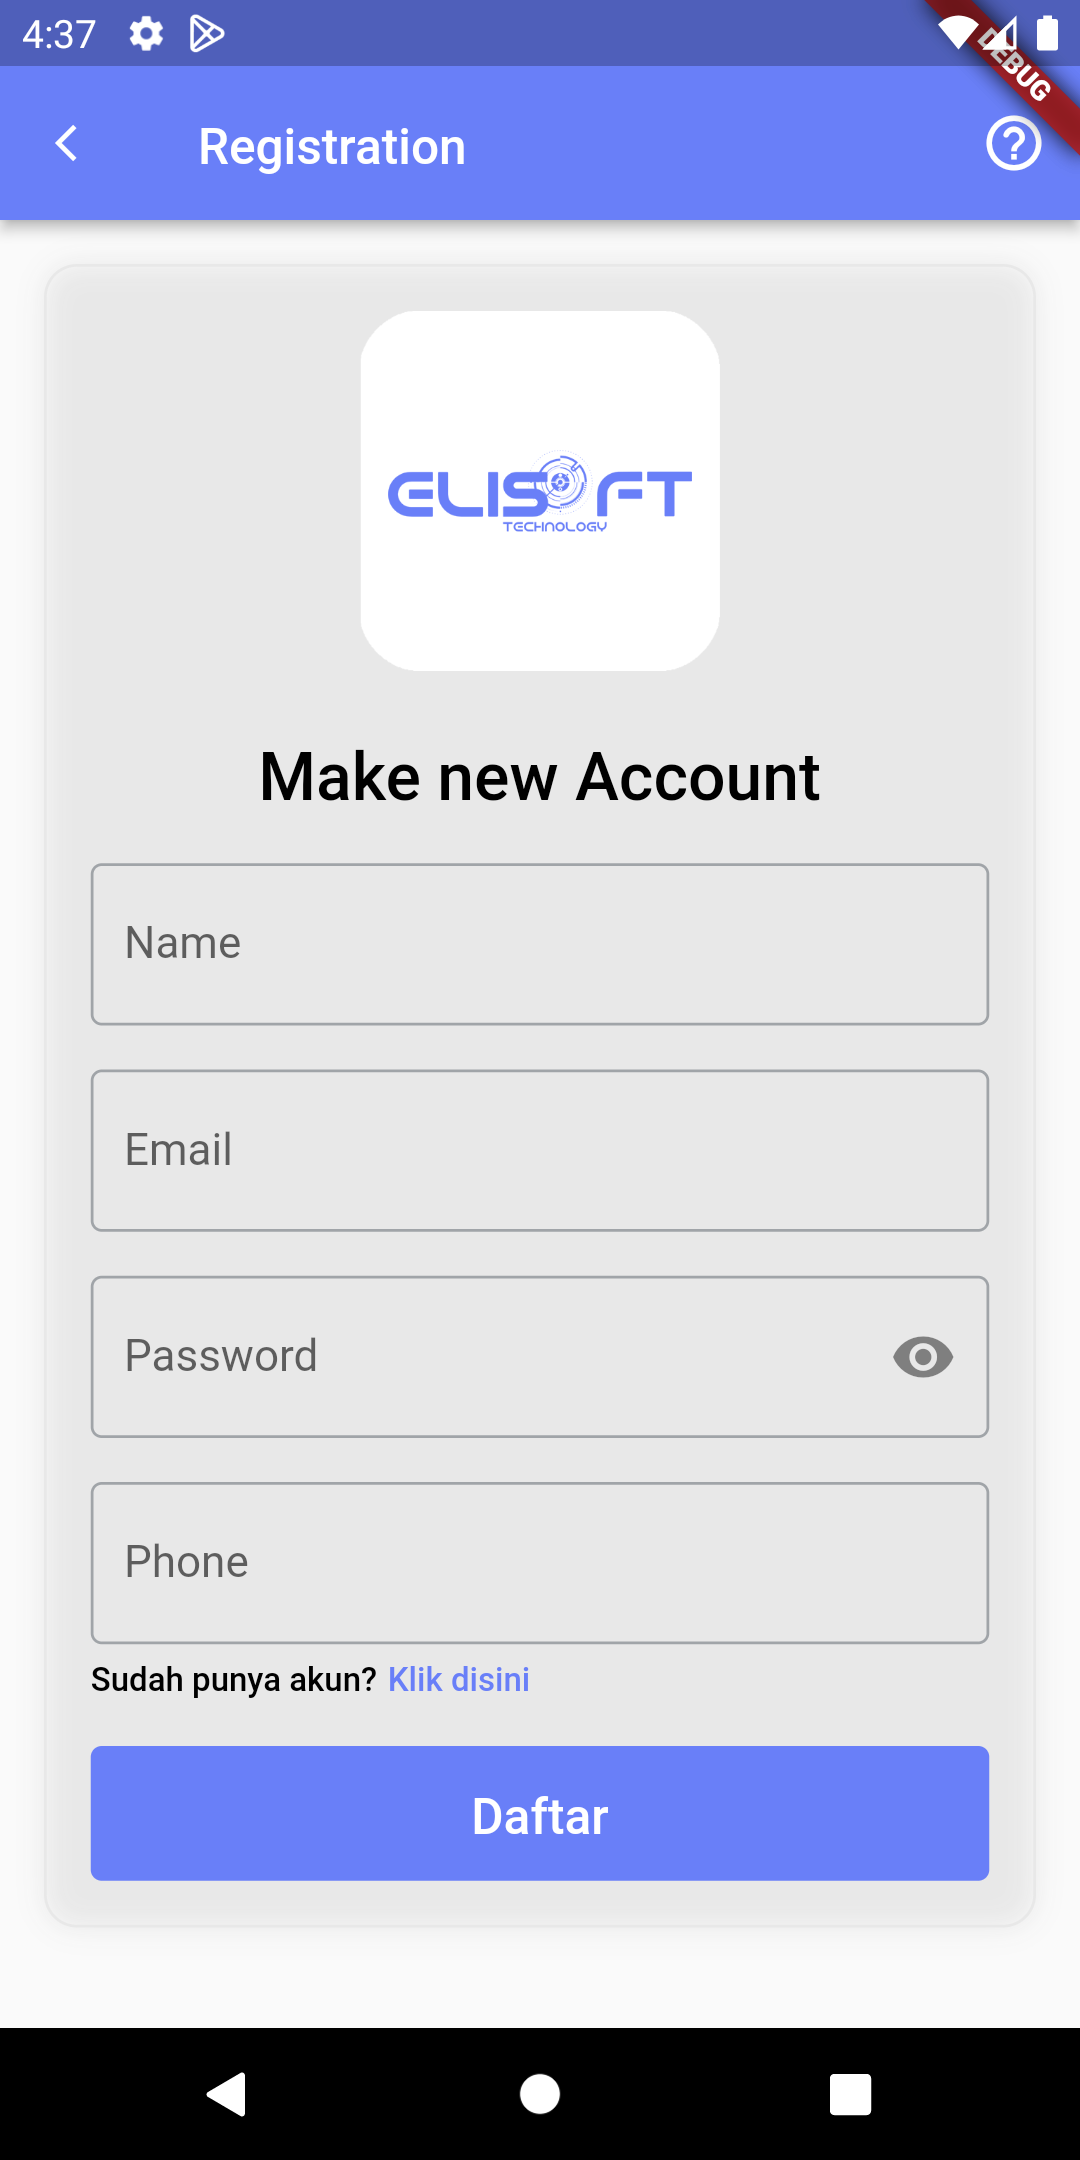 4:37
DEBUG
Registration
ELISOFT
TECHNOLOGY
Make new Account
Name
Email
Password
Phone
Sudah punya akun? Klik disini
Daftar